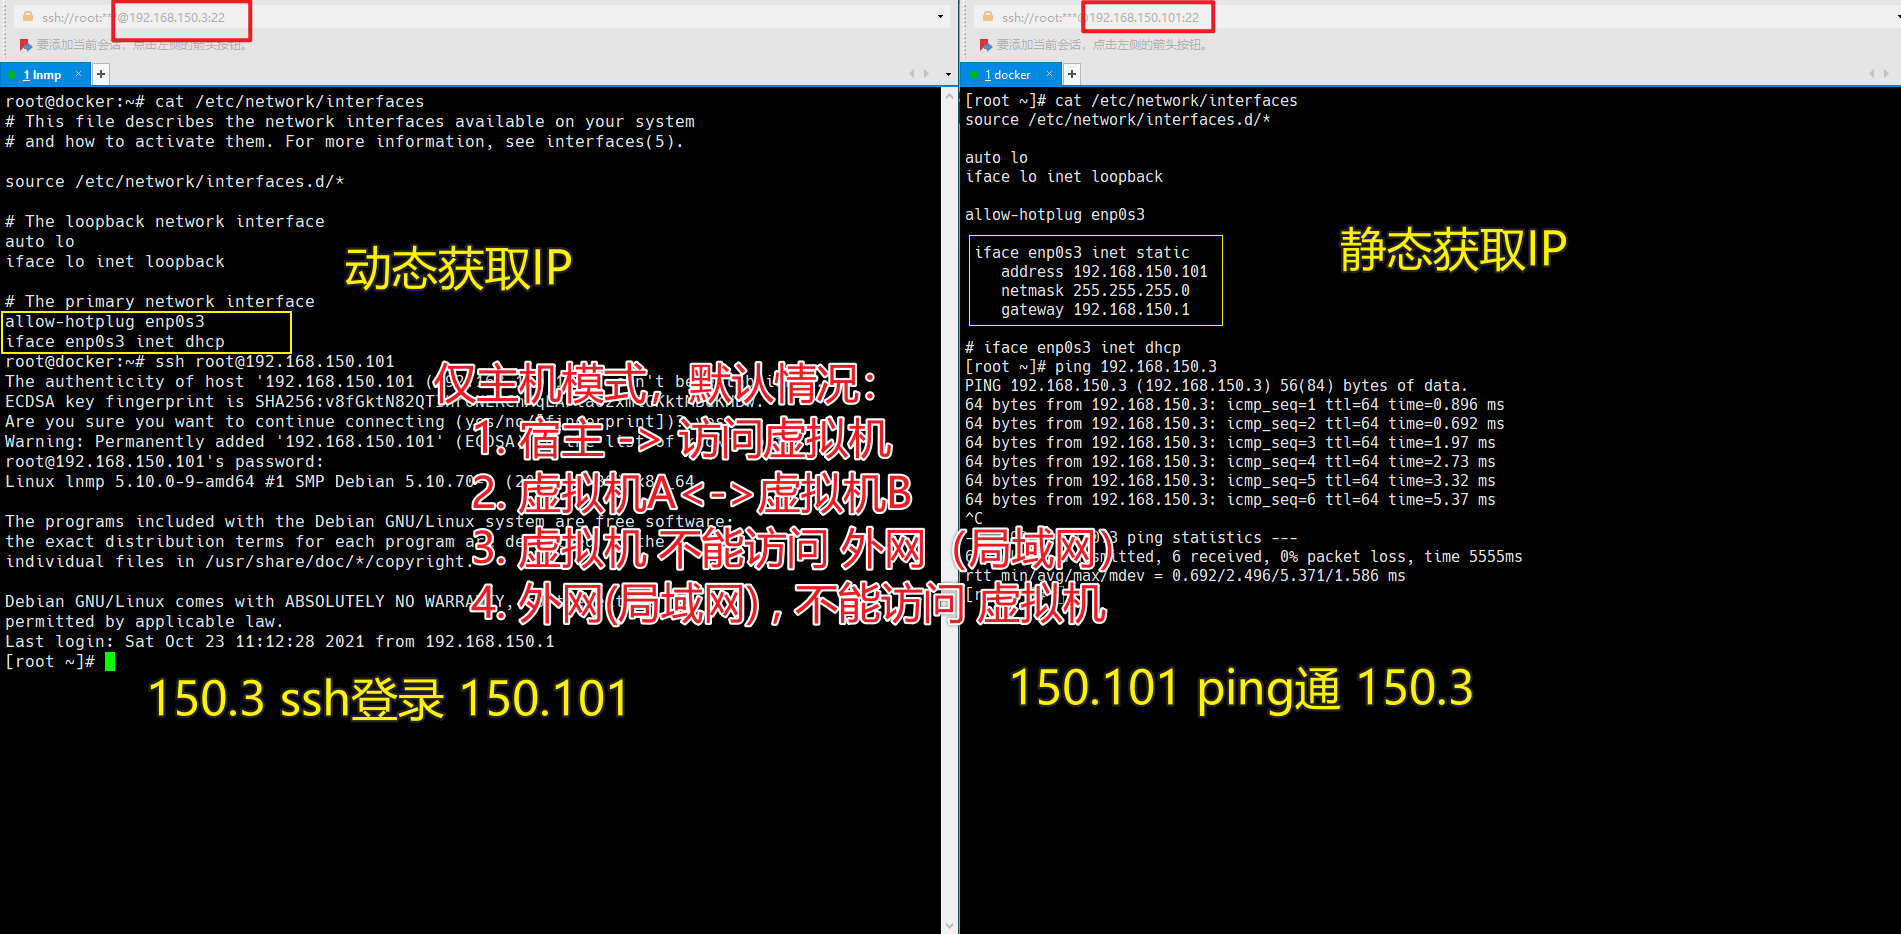 ssh://root:***@192.168.150.3:22
要添加当前会话，点击左侧的箭头按钮。
1 lnmp × +
root@docker:~# cat /etc/network/interfaces
# This file describes the network interfaces available on your system
# and how to activate them. For more information, see interfaces(5).
source /etc/network/interfaces.d/*
# The loopback network interface
auto lo
iface lo inet loopback
动态获取IP
# The primary network interface
allow-hotplug enp0s3
iface enp0s3 inet dhcp
root@docker:~# ssh root@192.168.150.101
The authenticity of host '192.168.150.101
ECDSA key fingerprint is SHA256:v8fGktN82QT
Are you sure you want to continue connecting
Warning: Permanently added '192.168.150.101' (ECDSA
root@192.168.150.101's password:
Linux lnmp 5.10.0-9-amd64 #1 SMP Debian 5.10.70
The programs included with the Debian GNU/Linux system are free software;
the exact distribution terms for each program
individual files in /usr/share/doc/*/copyright.
Debian GNU/Linux comes with ABSOLUTELY NO WARRANTY,
permitted by applicable law.
Last login: Sat Oct 23 11:12:28 2021 from 192.168.150.1
[root ~]#
150.3 ssh登录 150.101
仅主机模式，默认情况：
1. 宿主 -> 访问虚拟机
2. 虚拟机A<->虚拟机B
3. 虚拟机 不能访问 外网（局域网）
4. 外网(局域网) , 不能访问 虚拟机
ssh://root:***@192.168.150.101:22
要添加当前会话，点击左侧的箭头按钮。
1 docker × +
[root ~]# cat /etc/network/interfaces
source /etc/network/interfaces.d/*
auto lo
iface lo inet loopback
allow-hotplug enp0s3
静态获取IP
iface enp0s3 inet static
address 192.168.150.101
netmask 255.255.255.0
gateway 192.168.150.1
# iface enp0s3 inet dhcp
[root ~]# ping 192.168.150.3
PING 192.168.150.3 (192.168.150.3) 56(84) bytes of data.
64 bytes from 192.168.150.3: icmp_seq=1 ttl=64 time=0.896 ms
64 bytes from 192.168.150.3: icmp_seq=2 ttl=64 time=0.692 ms
64 bytes from 192.168.150.3: icmp_seq=3 ttl=64 time=1.97 ms
64 bytes from 192.168.150.3: icmp_seq=4 ttl=64 time=2.73 ms
64 bytes from 192.168.150.3: icmp_seq=5 ttl=64 time=3.32 ms
64 bytes from 192.168.150.3: icmp_seq=6 ttl=64 time=5.37 ms
^C
ping statistics ---
6 received, 0% packet loss, time 5555ms
rtt min/avg/max/mdev = 0.692/2.496/5.371/1.586 ms
150.101 ping通 150.3